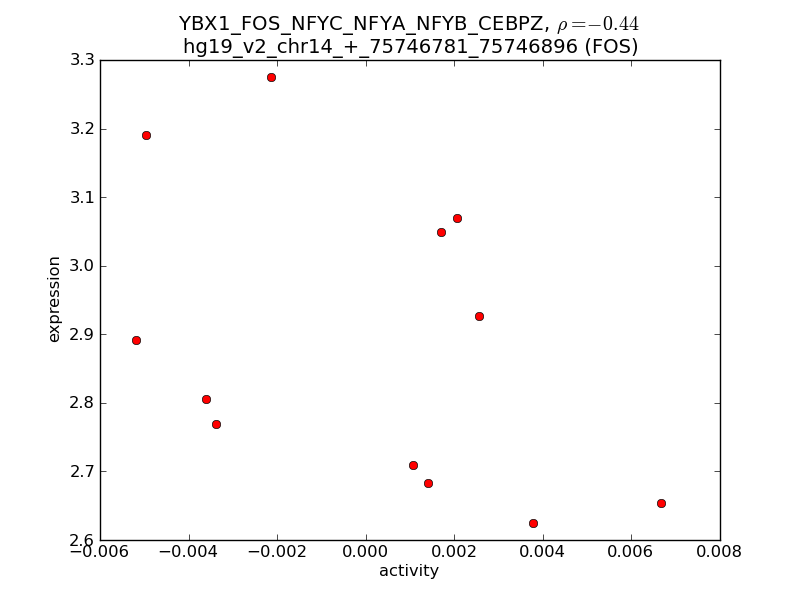 YBX1_FOS_NFYC_NFYA_NFYB_CEBPZ, ρ=−0.44
hg19_v2_chr14_+_75746781_75746896 (FOS)
3.3
3.2
3.1
3.0
2.9
2.8
2.7
2.6
expression
−0.006 −0.004 −0.002 0.000 0.002 0.004 0.006 0.008
activity